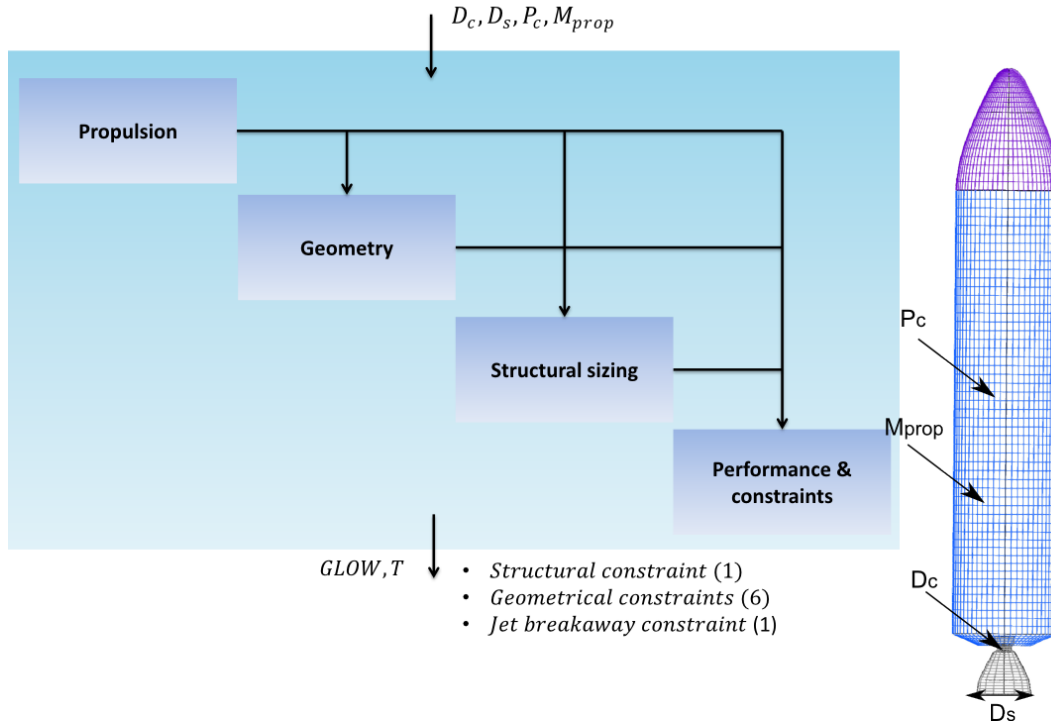 D_c, D_s, P_c, M_prop
Propulsion
Geometry
Structural sizing
Performance &
constraints
GLOW, T
• Structural constraint (1)
• Geometrical constraints (6)
• Jet breakaway constraint (1)
Pc
Mprop
Dc
Ds